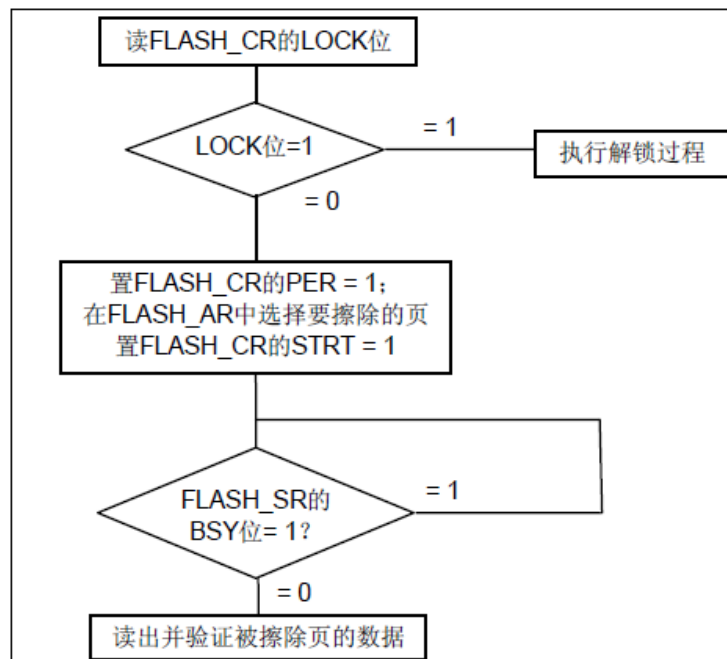 读FLASH_CR的LOCK位
LOCK位=1
= 1
执行解锁过程
= 0
置FLASH_CR的PER = 1;
在FLASH_AR中选择要擦除的页
置FLASH_CR的STRT = 1
FLASH_SR的
BSY位= 1?
= 1
= 0
读出并验证被擦除页的数据